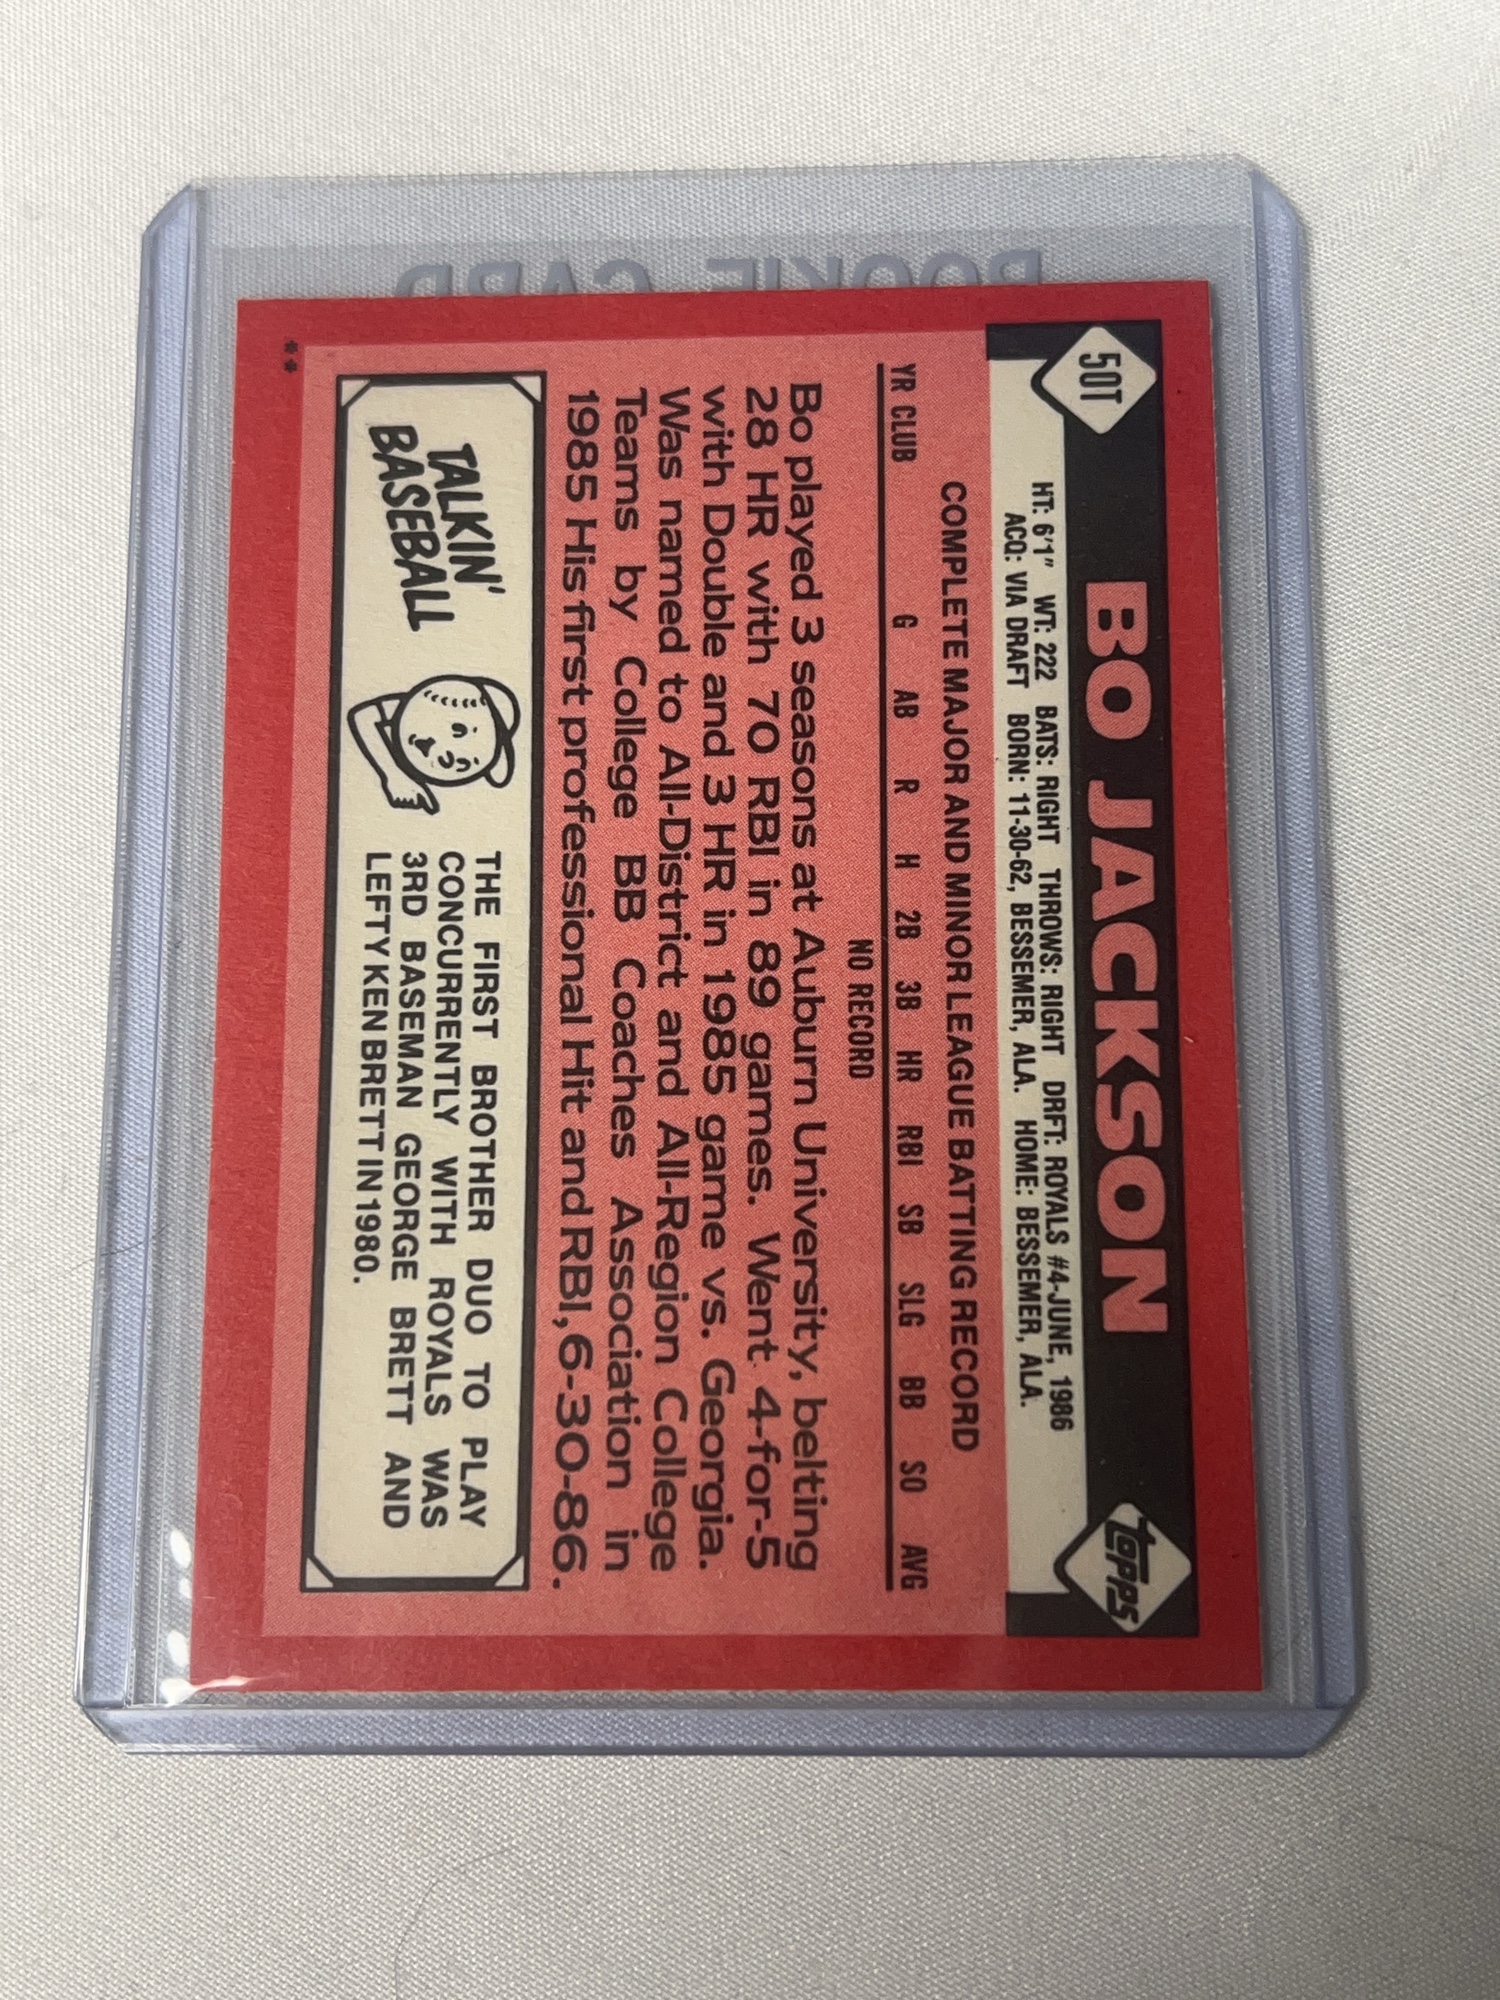 ROOKIE CARD
50T
BO JACKSON
topps
HT: 6'1" WT: 222 BATS: RIGHT THROWS: RIGHT DRFT: ROYALS #4-JUNE, 1986
ACQ: VIA DRAFT BORN: 11-30-62, BESSEMER, ALA. HOME: BESSEMER, ALA.
COMPLETE MAJOR AND MINOR LEAGUE BATTING RECORD
YR CLUB G AB R H 2B 3B HR RBI SB SLG BB SO AVG
NO RECORD
Bo played 3 seasons at Auburn University, belting
28 HR with 70 RBI in 89 games. Went 4-for-5
with Double and 3 HR in 1985 game vs. Georgia.
Was named to All-District and All-Region College
Teams by College BB Coaches Association in
1985 His first professional Hit and RBI, 6-30-86.
TALKIN'
BASEBALL
THE FIRST BROTHER DUO TO PLAY
CONCURRENTLY WITH ROYALS WAS
3RD BASEMAN GEORGE BRETT AND
LEFTY KEN BRETT IN 1980.
**